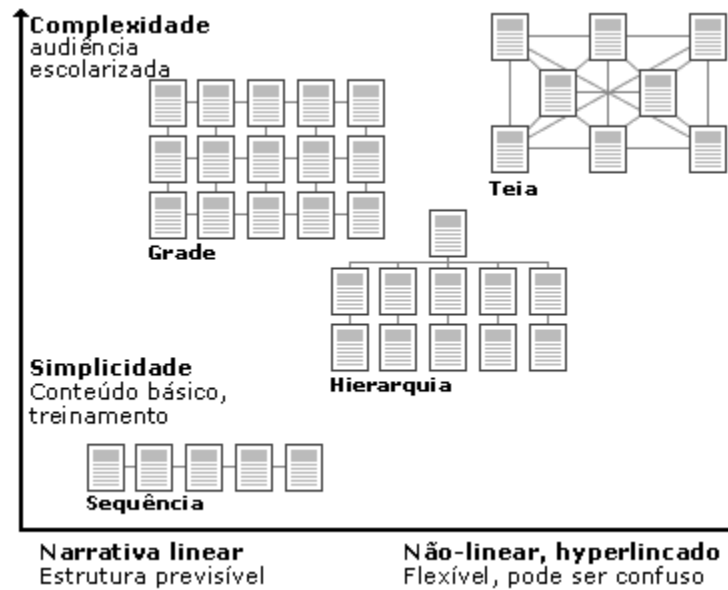 Complexidade
audiência
escolarizada
Teia
Grade
Simplicidade
Conteúdo básico,
treinamento
Hierarquia
Sequência
Narrativa linear
Estrutura previsível
Não-linear, hyperlincado
Flexível, pode ser confuso